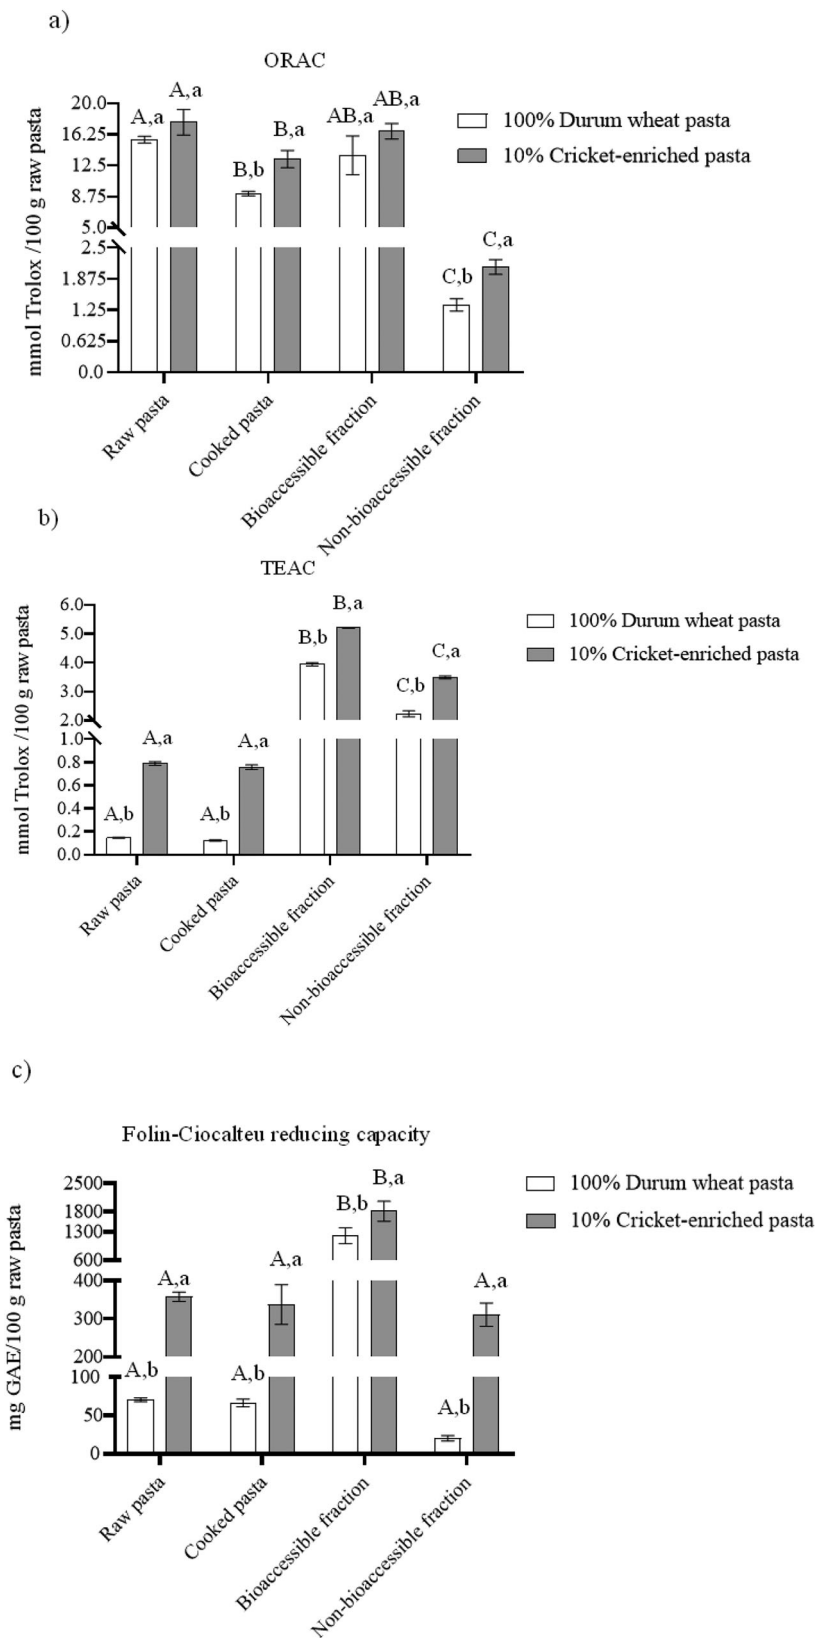 a)
ORAC
mmol Trolox /100 g raw pasta
20.0
16.25
12.5
8.75
5.0
2.5
1.875
1.25
0.625
0.0
A,a
A,a
B,b
B,a
AB,a
AB,a
C,b
C,a
100% Durum wheat pasta
10% Cricket-enriched pasta
Raw pasta
Cooked pasta
Bioaccessible fraction
Non-bioaccessible fraction
b)
TEAC
mmol Trolox /100 g raw pasta
6.0
5.0
4.0
3.0
2.0
1.0
0.8
0.6
0.4
0.2
0.0
A,b
A,a
A,b
A,a
B,b
B,a
C,b
C,a
100% Durum wheat pasta
10% Cricket-enriched pasta
Raw pasta
Cooked pasta
Bioaccessible fraction
Non-bioaccessible fraction
c)
Folin-Ciocalteu reducing capacity
mg GAE/100 g raw pasta
2500
1800
1300
600
400
300
200
100
50
0
A,b
A,a
A,b
A,a
B,b
B,a
A,b
A,a
100% Durum wheat pasta
10% Cricket-enriched pasta
Raw pasta
Cooked pasta
Bioaccessible fraction
Non-bioaccessible fraction